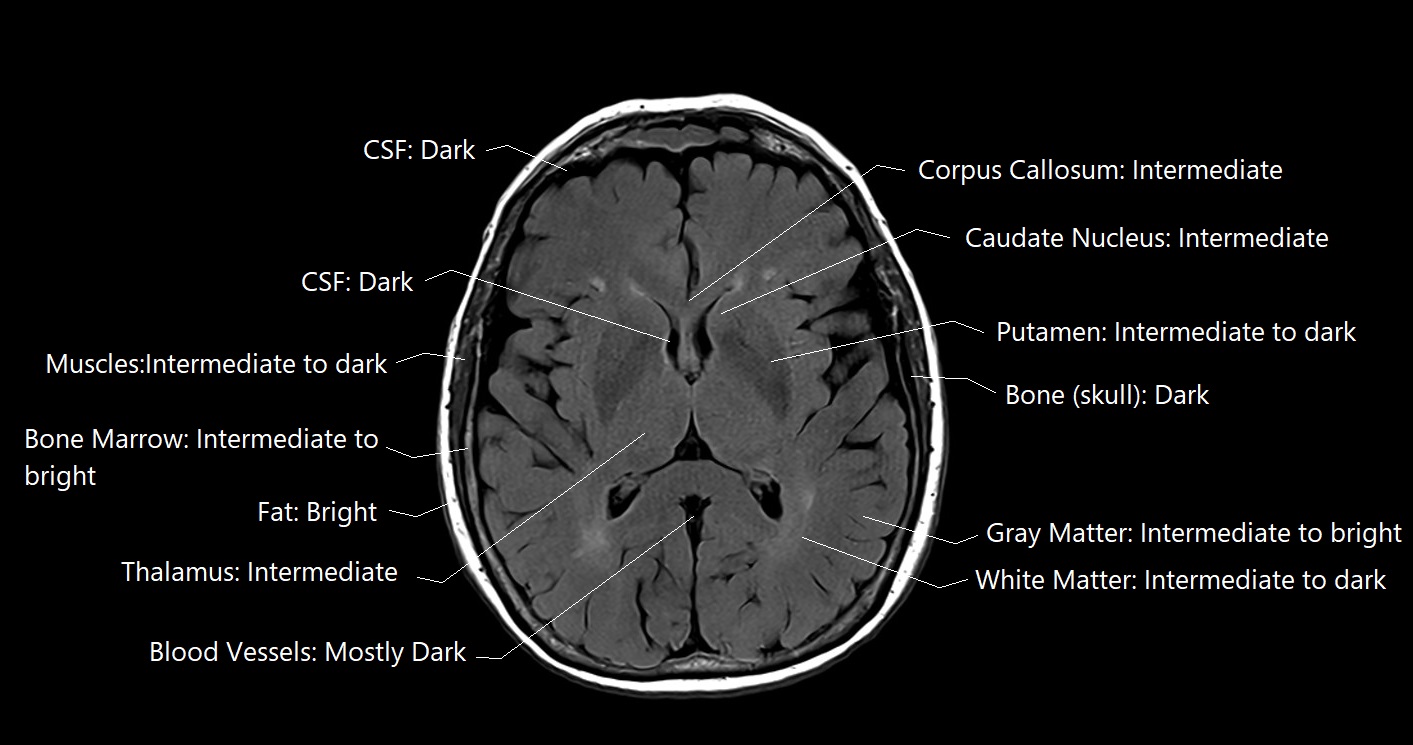 CSF: Dark
CSF: Dark
Muscles:Intermediate to dark
Bone Marrow: Intermediate to
bright
Fat: Bright
Thalamus: Intermediate
Blood Vessels: Mostly Dark
Corpus Callosum: Intermediate
Caudate Nucleus: Intermediate
Putamen: Intermediate to dark
Bone (skull): Dark
Gray Matter: Intermediate to bright
White Matter: Intermediate to dark